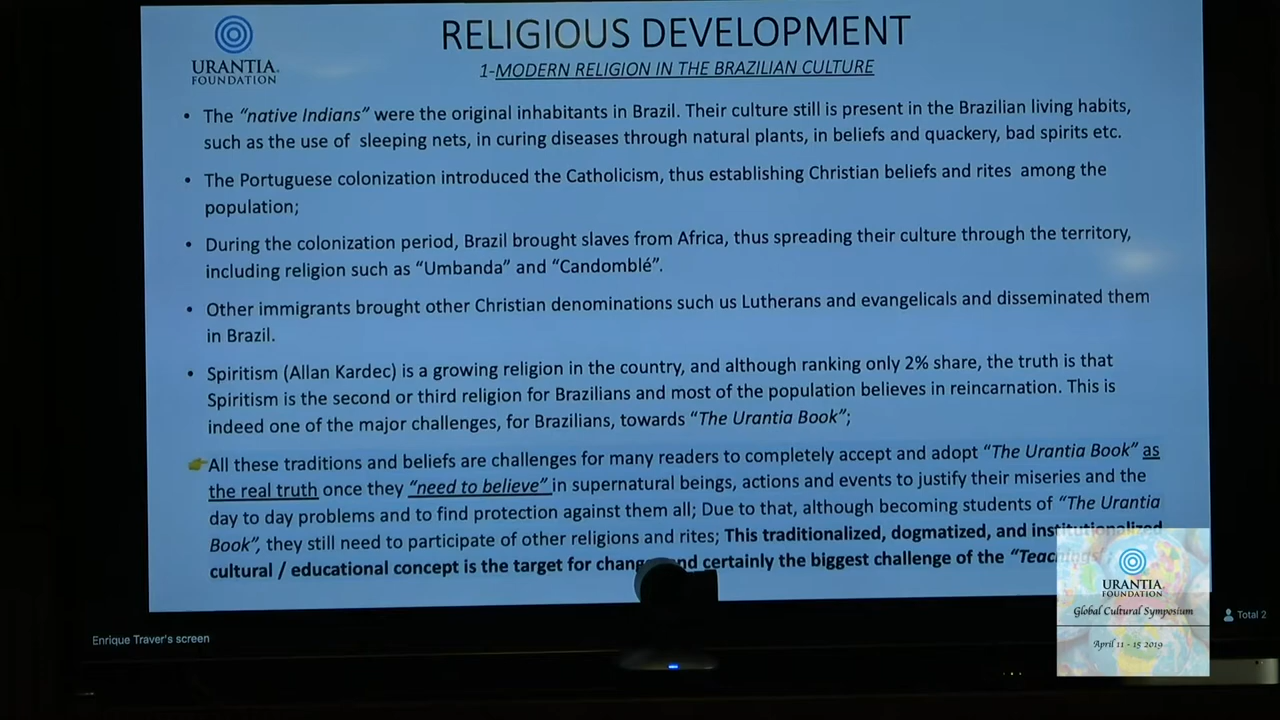 URANTIA
FOUNDATION
RELIGIOUS DEVELOPMENT
1-MODERN RELIGION IN THE BRAZILIAN CULTURE
• The "native Indians" were the original inhabitants in Brazil. Their culture still is present in the Brazilian living habits,
such as the use of sleeping nets, in curing diseases through natural plants, in beliefs and quackery, bad spirits etc.
• The Portuguese colonization introduced the Catholicism, thus establishing Christian beliefs and rites among the
population;
• During the colonization period, Brazil brought slaves from Africa, thus spreading their culture through the territory,
including religion such as "Umbanda" and "Candomblé".
• Other immigrants brought other Christian denominations such us Lutherans and evangelicals and disseminated them
in Brazil.
• Spiritism (Allan Kardec) is a growing religion in the country, and although ranking only 2% share, the truth is that
Spiritism is the second or third religion for Brazilians and most of the population believes in reincarnation. This is
indeed one of the major challenges, for Brazilians, towards "The Urantia Book";
All these traditions and beliefs are challenges for many readers to completely accept and adopt "The Urantia Book" as
the real truth once they "need to believe" in supernatural beings, actions and events to justify their miseries and the
day to day problems and to find protection against them all; Due to that, although becoming students of "The Urantia
Book", they still need to participate of other religions and rites; This traditionalized, dogmatized, and institutionalized
cultural / educational concept is the target for certainly the biggest challenge of the
URANTIA
FOUNDATION
Global Cultural Symposium
April 11 - 15 2019
Enrique Traver's screen
Total 2